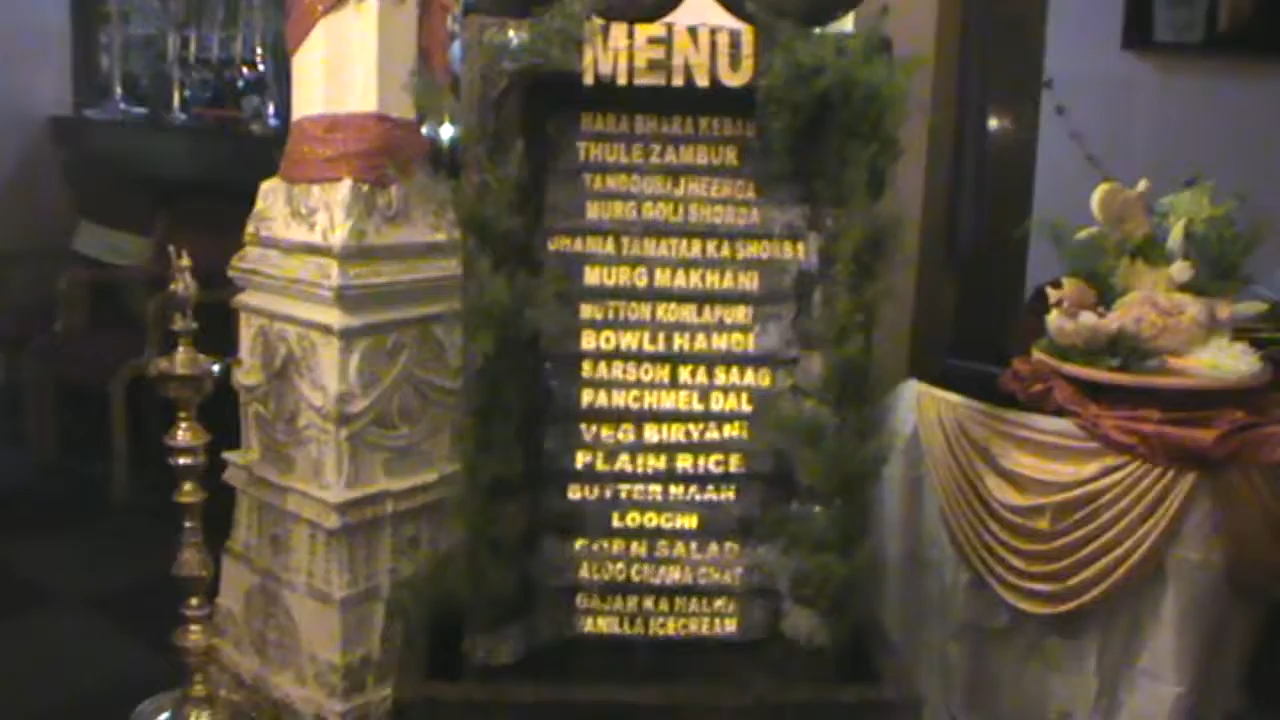 MENU
HARA BHARA KEBAB
THULE ZAMBUR
TANDOORI JHEENGA
MURG GOLI SHORBA
DHANIA TAMATAR KA SHORBA
MURG MAKHANI
MUTTON KOHLAPURI
BOWLI HANDI
SARSON KA SAAG
PANCHMEL DAL
VEG BIRYANI
PLAIN RICE
BUTTER NAAN
LOOCHI
CORN SALAD
ALOO CHANA CHAT
GAJAR KA HALWA
VANILLA ICECREAM